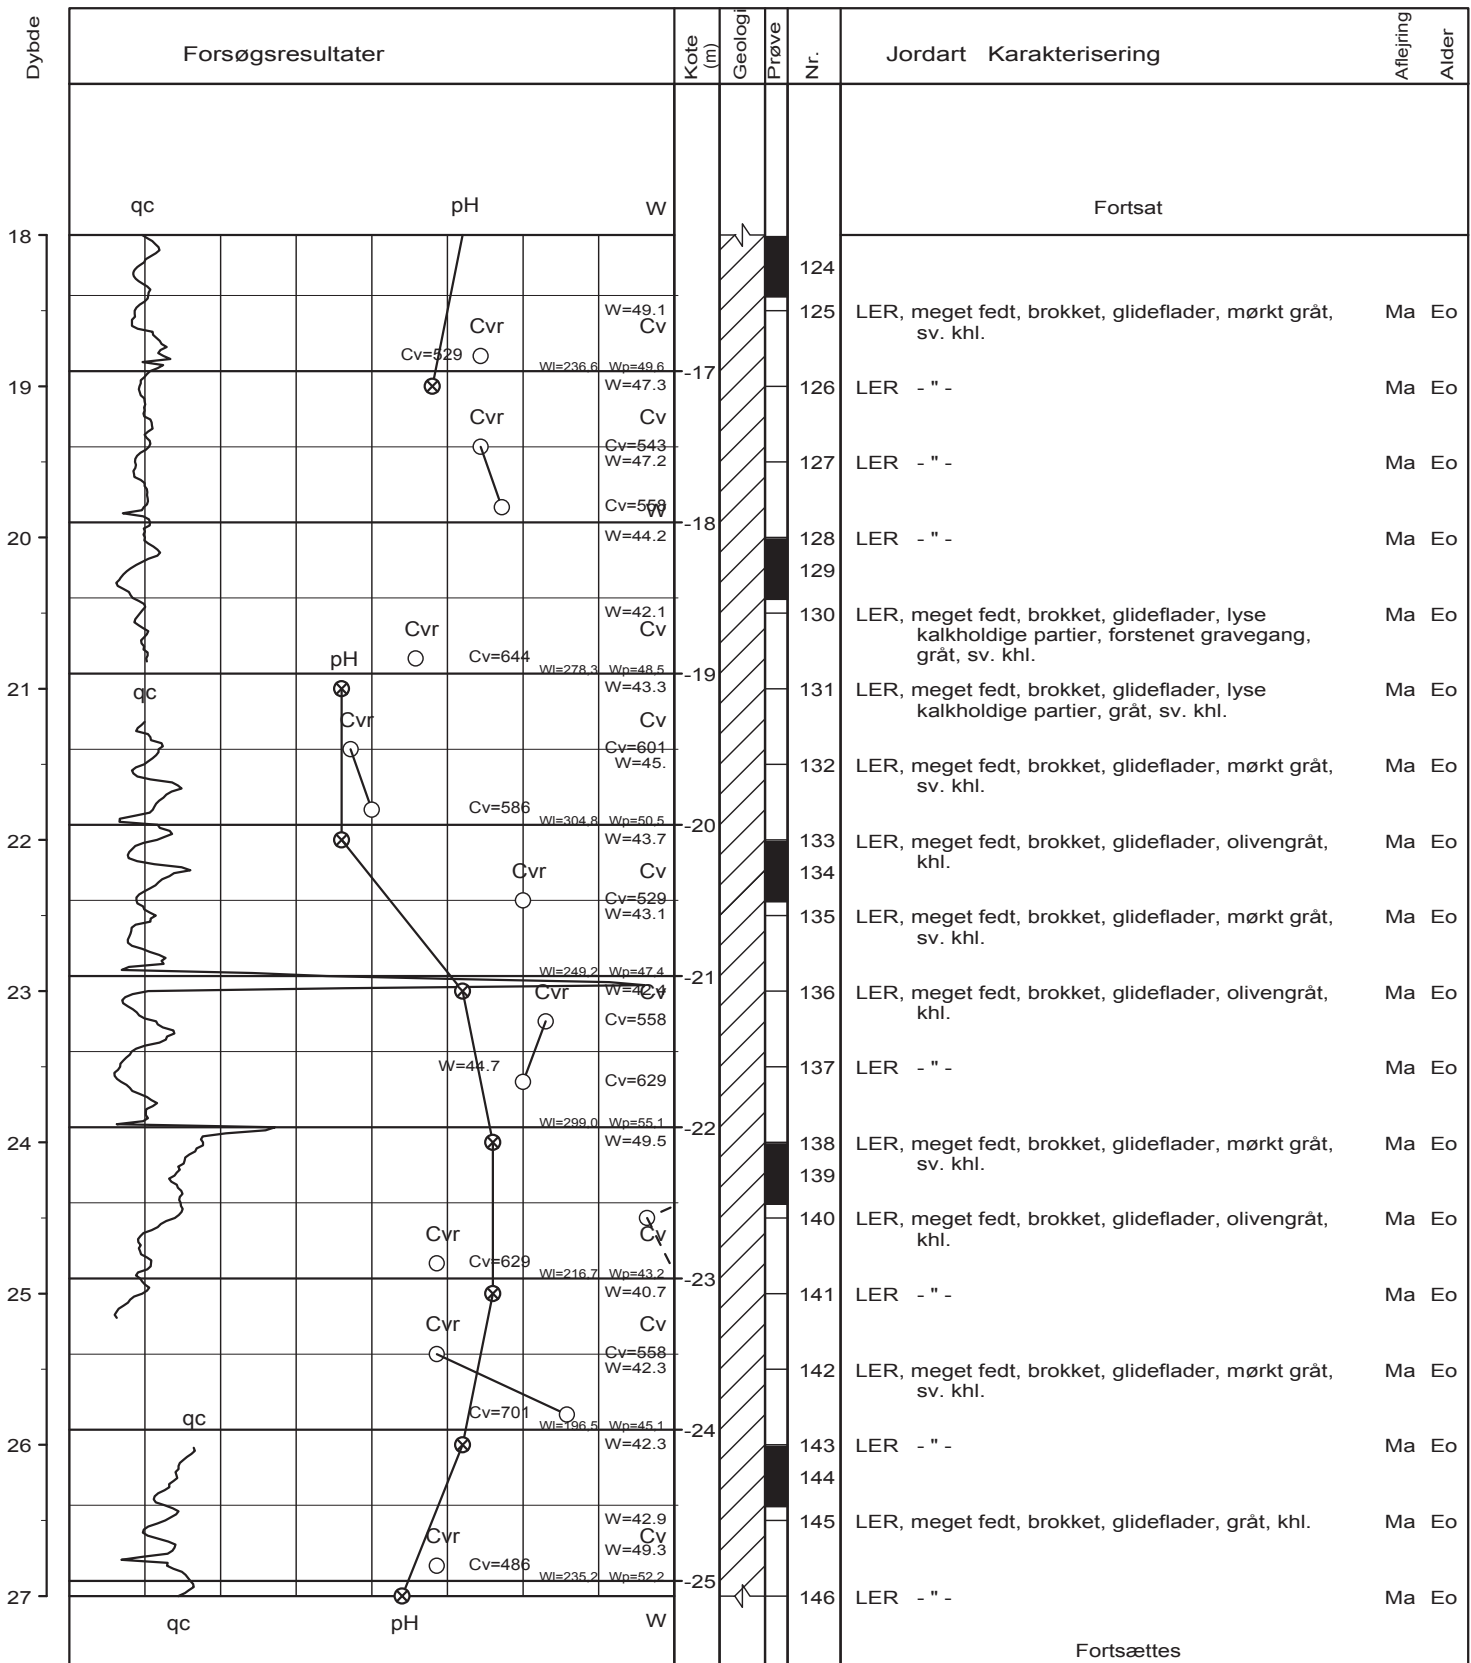 Dybde
Forsøgsresultater
Kote
(m)
Geologi
Prøve
Nr.
Jordart Karakterisering
Aflejring
Alder
qc pH W Fortsat
18
124
W=49.1 125 LER, meget fedt, brokket, glideflader, mørkt gråt, Ma Eo
Cvr Cv sv. khl.
Cv=529
Wl=236,6 Wp=49,6
-17
19 W=47.3 126 LER - " - Ma Eo
Cvr Cv
Cv=543
W=47.2 127 LER - " - Ma Eo
Cv=558
W
-18
20 W=44.2 128 LER - " - Ma Eo
129
W=42.1 130 LER, meget fedt, brokket, glideflader, lyse Ma Eo
Cvr Cv kalkholdige partier, forstenet gravegang,
pH Cv=644 gråt, sv. khl.
Wl=278,3 Wp=48,5
-19
21 qc W=43.3 131 LER, meget fedt, brokket, glideflader, lyse Ma Eo
Cvr Cv kalkholdige partier, gråt, sv. khl.
Cv=601
W=45. 132 LER, meget fedt, brokket, glideflader, mørkt gråt, Ma Eo
sv. khl.
Cv=586
Wl=304,8 Wp=50,5
-20
22 W=43.7 133 LER, meget fedt, brokket, glideflader, olivengråt, Ma Eo
khl.
Cvr Cv 134
Cv=529
W=43.1 135 LER, meget fedt, brokket, glideflader, mørkt gråt, Ma Eo
sv. khl.
Wl=249,2 Wp=47,4
-21
23 Cvr W=42.4 Cv 136 LER, meget fedt, brokket, glideflader, olivengråt, Ma Eo
khl.
Cv=558
W=44.7 137 LER - " - Ma Eo
Cv=629
Wl=299,0 Wp=55,1
-22
24 W=49.5 138 LER, meget fedt, brokket, glideflader, mørkt gråt, Ma Eo
sv. khl.
139
140 LER, meget fedt, brokket, glideflader, olivengråt, Ma Eo
Cvr Cv khl.
Cv=629
Wl=216,7 Wp=43,2
-23
25 W=40.7 141 LER - " - Ma Eo
Cvr Cv
Cv=558
W=42.3 142 LER, meget fedt, brokket, glideflader, mørkt gråt, Ma Eo
sv. khl.
qc Cv=701
Wl=196,5 Wp=45,1
-24
26 W=42.3 143 LER - " - Ma Eo
144
W=42.9 145 LER, meget fedt, brokket, glideflader, gråt, khl. Ma Eo
Cvr Cv
W=49.3
Cv=486
Wl=235,2 Wp=52,2
-25
27 146 LER - " - Ma Eo
qc pH W
Fortsættes